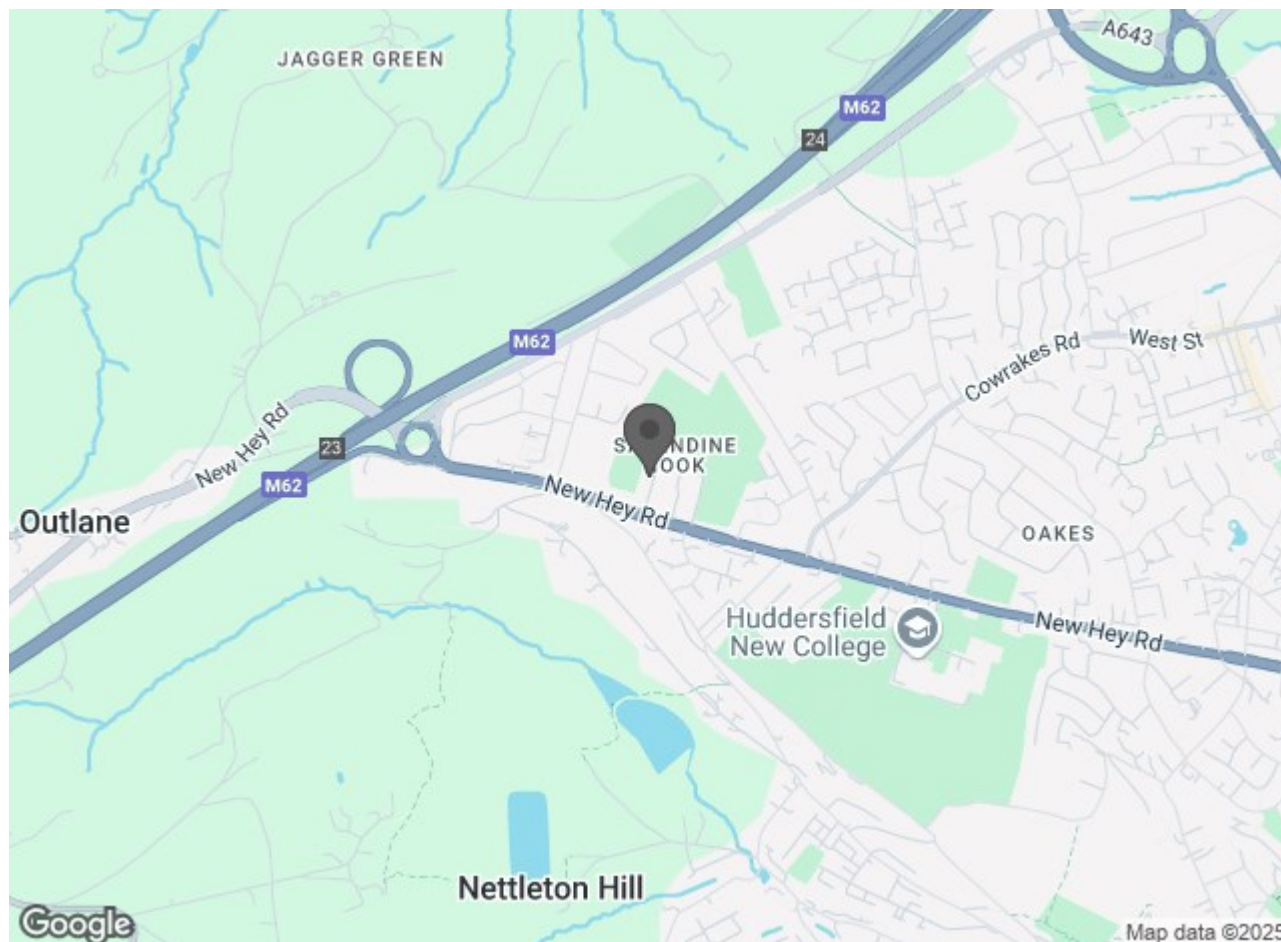 JAGGER GREEN
A643
M62
24
M62
West St
Cowrakes Rd
New Hey Rd
23
M62
New Hey Rd
Outlane
OAKES
Huddersfield
New College
New Hey Rd
Nettleton Hill
Google
Map data ©2025